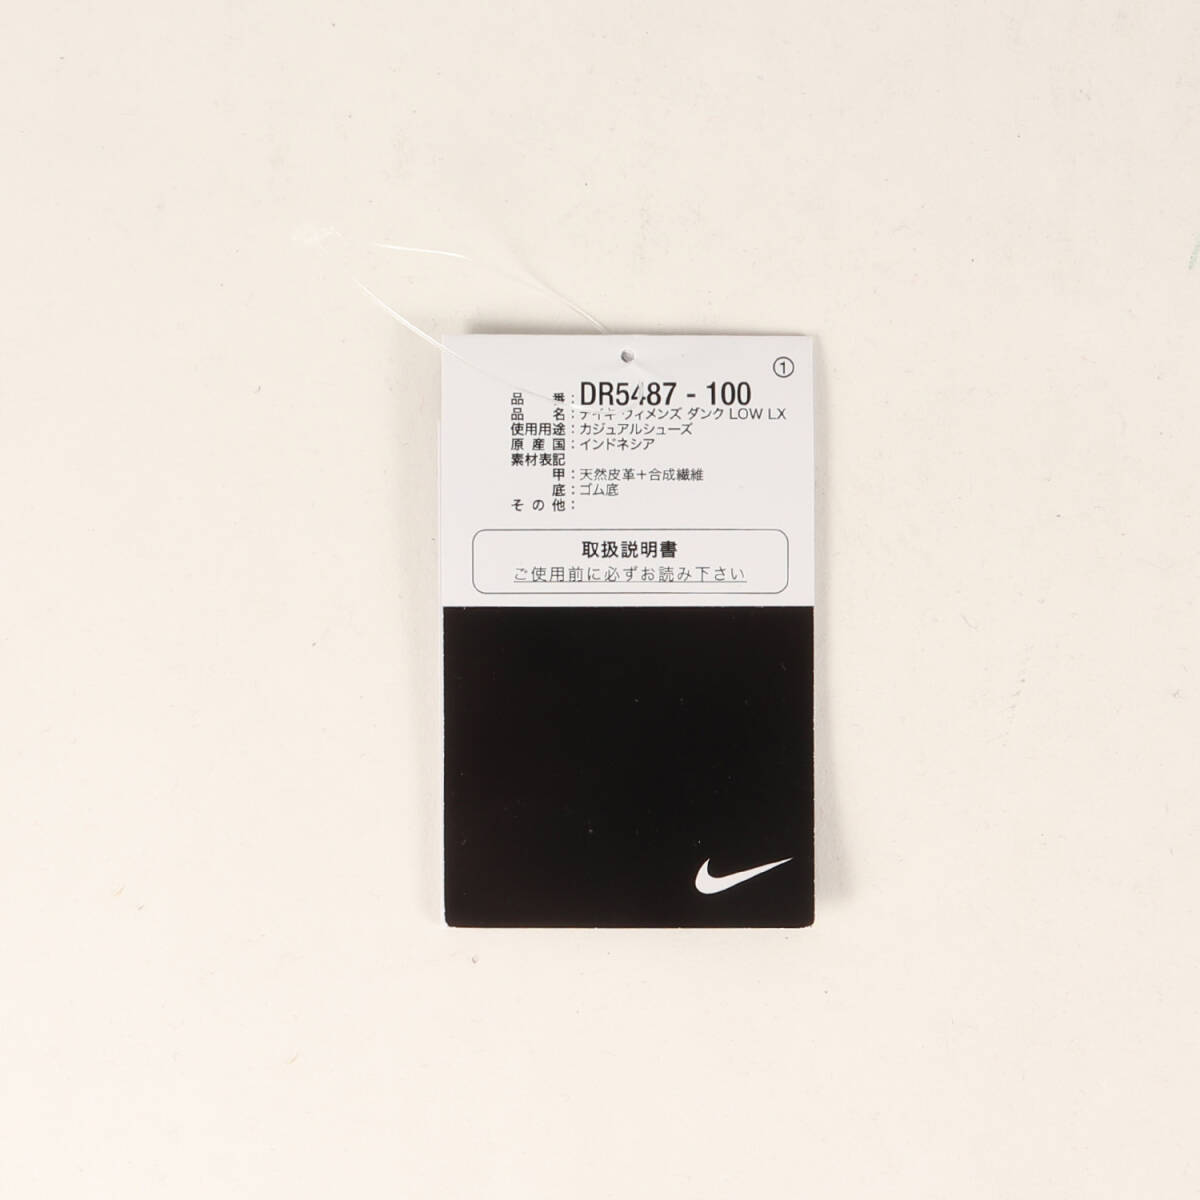 ①
品 番：DR5487 - 100
品 名：ナイキ ウィメンズ ダンク LOW LX
使用用途：カジュアルシューズ
原 産 国：インドネシア
素材表記
甲：天然皮革＋合成繊維
底：ゴム底
そ の 他：
取扱説明書
ご使用前に必ずお読み下さい